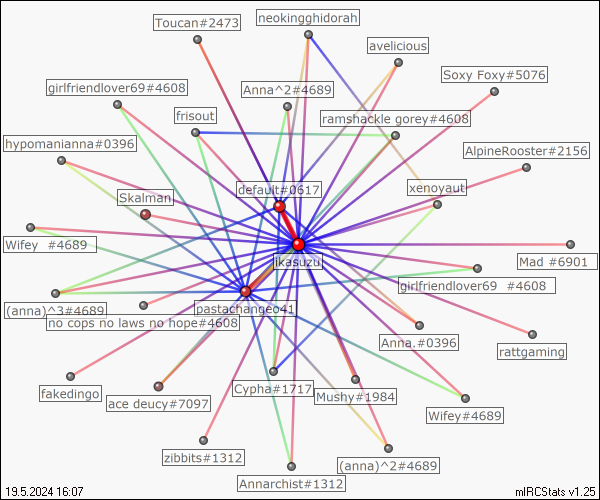 neokingghidorah
Toucan#2473
avelicious
Soxy Foxy#5076
girlfriendlover69#4608
Anna^2#4689
frisout
ramshackle gorey#4608
hypomanianna#0396
AlpineRooster#2156
default#0617
xenoyaut
Skalman
Wifey #4689
jkasuzu
Mad #6901
girlfriendlover69 #4608
(anna)^3#4689
pastachangeo41
no cops no laws no hope#4608
Anna.#0396
rattgaming
fakedingo
Cypha#1717
Mushy#1984
ace deucy#7097
Wifey#4689
zibbits#1312
(anna)^2#4689
Annarchist#1312
19.5.2024 16:07
mIRCStats v1.25